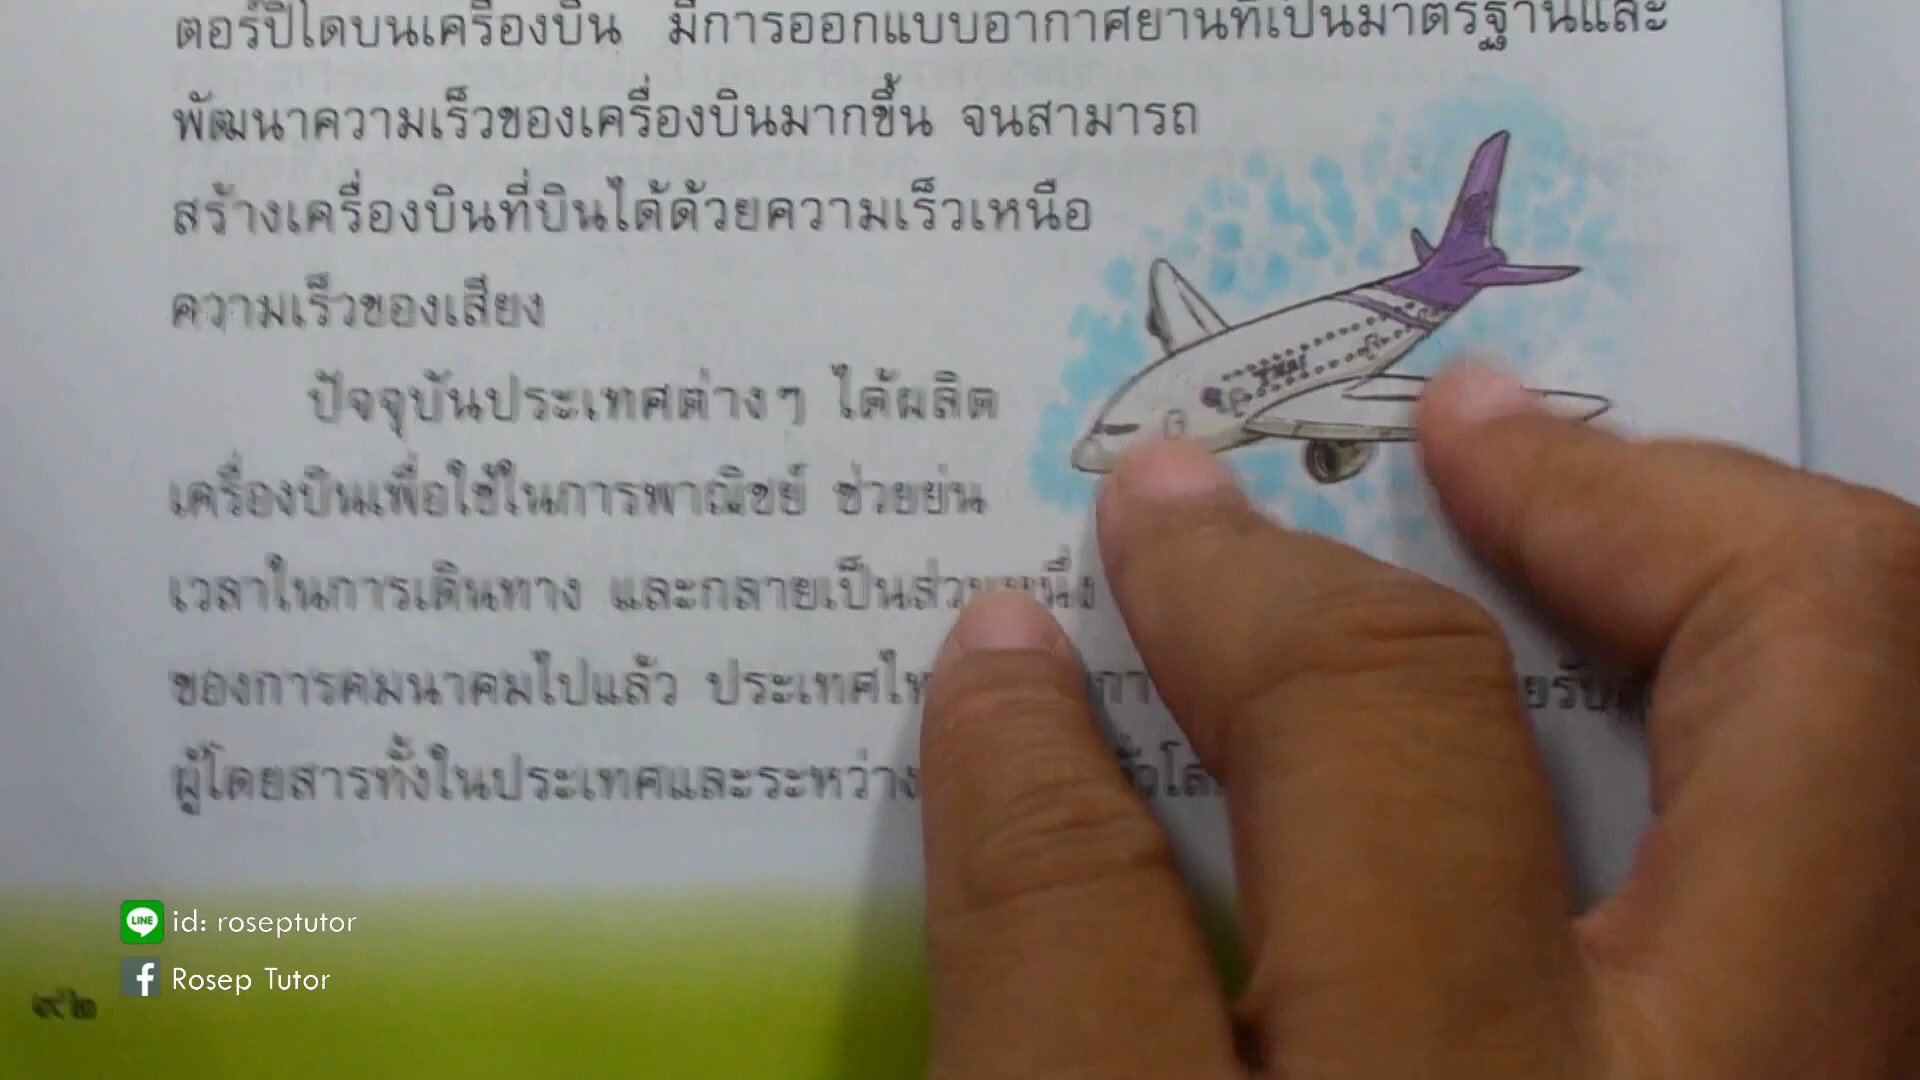 ตอร์ปิโดบนเครื่องบิน มีการออกแบบอากาศยานที่เป็นมาตรฐานและ
พัฒนาความเร็วของเครื่องบินมากขึ้น จนสามารถ
สร้างเครื่องบินที่บินได้ด้วยความเร็วเหนือ
ความเร็วของเสียง
ปัจจุบันประเทศต่างๆ ได้ผลิต
เครื่องบินเพื่อใช้ในการพาณิชย์ ช่วยย่น
เวลาในการเดินทาง และกลายเป็นส่วนหนึ่ง
ของการคมนาคมไปแล้ว
ผู้โดยสารทั้งในประเทศและระหว่าง
LINE id: roseptutor
f Rosep Tutor
๙๒